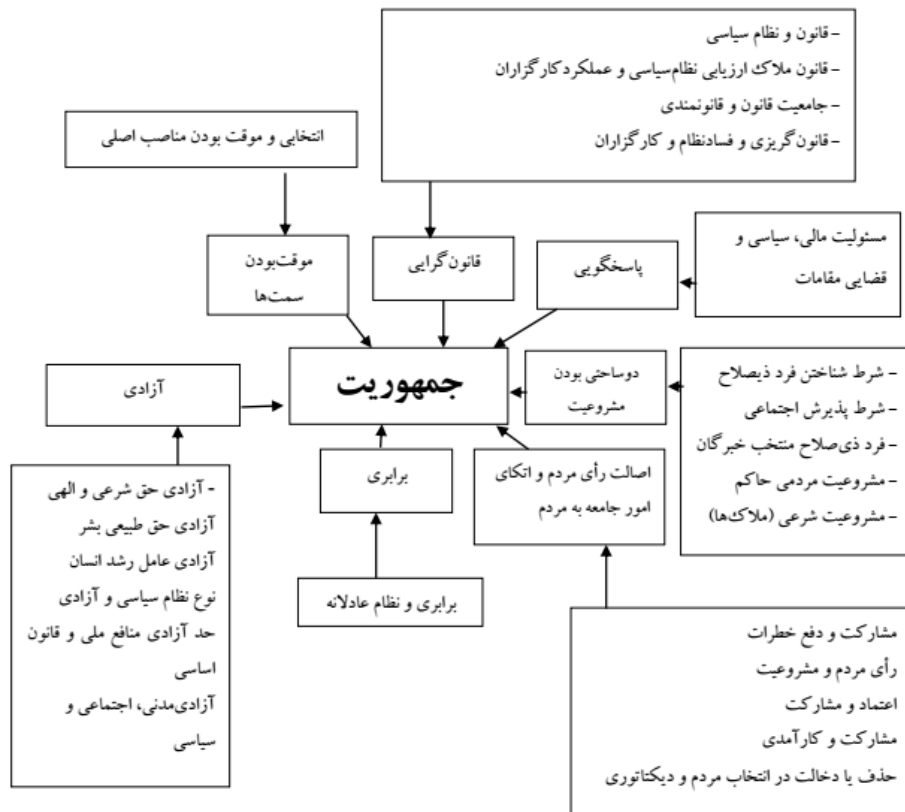 - قانون و نظام سیاسی
- قانون ملاک ارزیابی نظام‌سیاسی و عملکردکارگزاران
- جامعیت قانون و قانونمندی
- قانون‌گریزی و فسادنظام و کارگزاران
انتخابی و موقت بودن مناصب اصلی
مسئولیت مالی، سیاسی و
قضایی مقامات
پاسخگویی
قانون‌گرایی
موقت‌بودن
سمت‌ها
جمهوریت
دوساحتی بودن
مشروعیت
- شرط شناختن فرد ذیصلاح
- شرط پذیرش اجتماعی
- فرد ذی‌صلاح منتخب خبرگان
- مشروعیت مردمی حاکم
- مشروعیت شرعی (ملاک‌ها)
آزادی
برابری
اصالت رأی مردم و اتکای
امور جامعه به مردم
- آزادی حق شرعی و الهی
آزادی حق طبیعی بشر
آزادی عامل رشد انسان
نوع نظام سیاسی و آزادی
حد آزادی منافع ملی و قانون
اساسی
آزادی‌مدنی، اجتماعی و
سیاسی
برابری و نظام عادلانه
مشارکت و دفع خطرات
رأی مردم و مشروعیت
اعتماد و مشارکت
مشارکت و کارآمدی
حذف یا دخالت در انتخاب مردم و دیکتاتوری